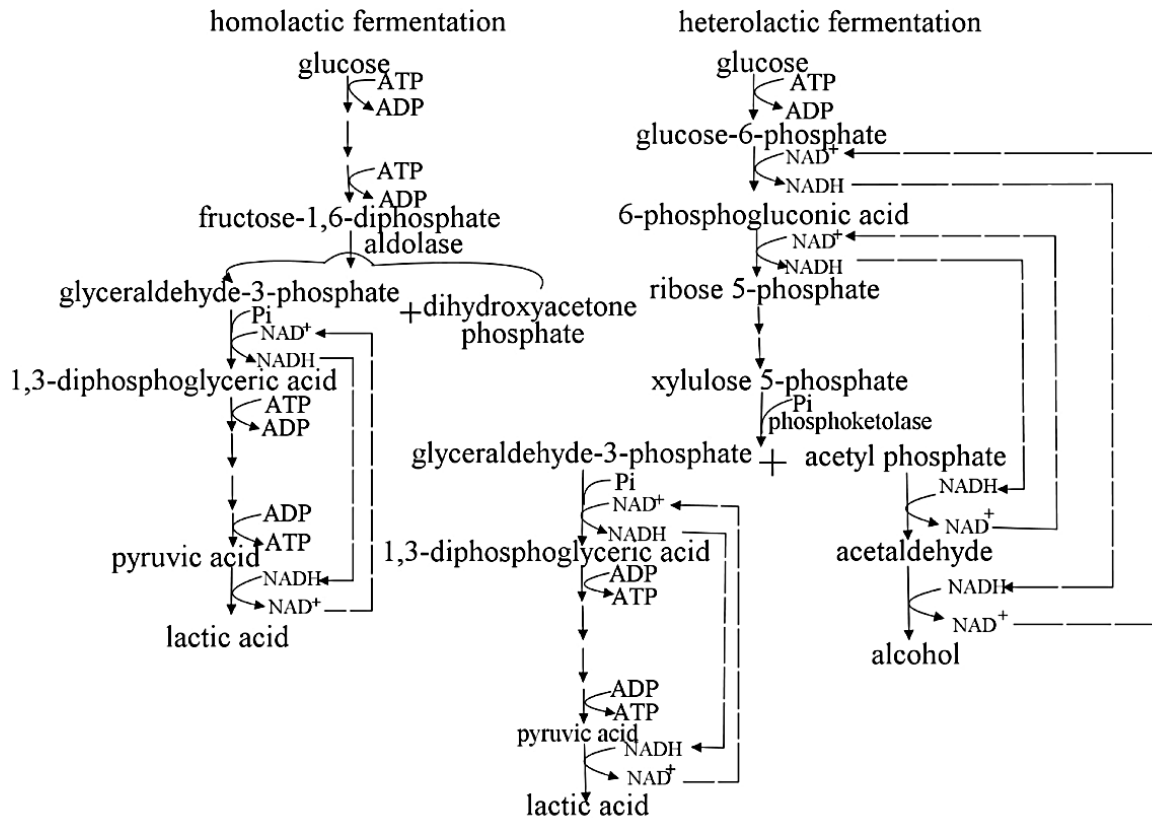 homolactic fermentation
glucose
ATP
ADP
ATP
ADP
fructose-1,6-diphosphate
aldolase
glyceraldehyde-3-phosphate
+ dihydroxyacetone
phosphate
Pi
NAD+
NADH
1,3-diphosphoglyceric acid
ATP
ADP
ADP
ATP
pyruvic acid
NADH
NAD+
lactic acid
heterolactic fermentation
glucose
ATP
ADP
glucose-6-phosphate
NAD+
NADH
6-phosphogluconic acid
NAD+
NADH
ribose 5-phosphate
xylulose 5-phosphate
Pi
phosphoketolase
glyceraldehyde-3-phosphate + acetyl phosphate
Pi
NAD+
NADH
1,3-diphosphoglyceric acid
ADP
ATP
ADP
ATP
pyruvic acid
NADH
NAD+
lactic acid
NADH
NAD+
acetaldehyde
NADH
NAD+
alcohol